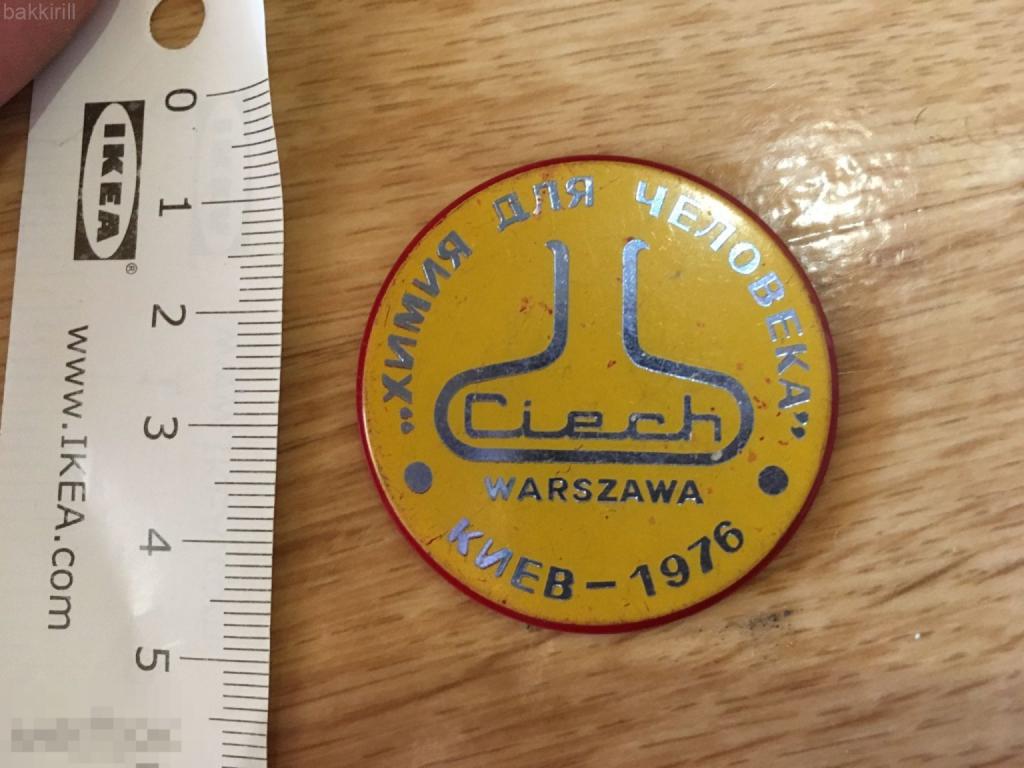 bakkirill
0
1
2
3
4
5
IKEA
®
www.IKEA.com
"ХИМИЯ ДЛЯ ЧЕЛОВЕКА"
Ciech
WARSZAWA
КИЕВ – 1976